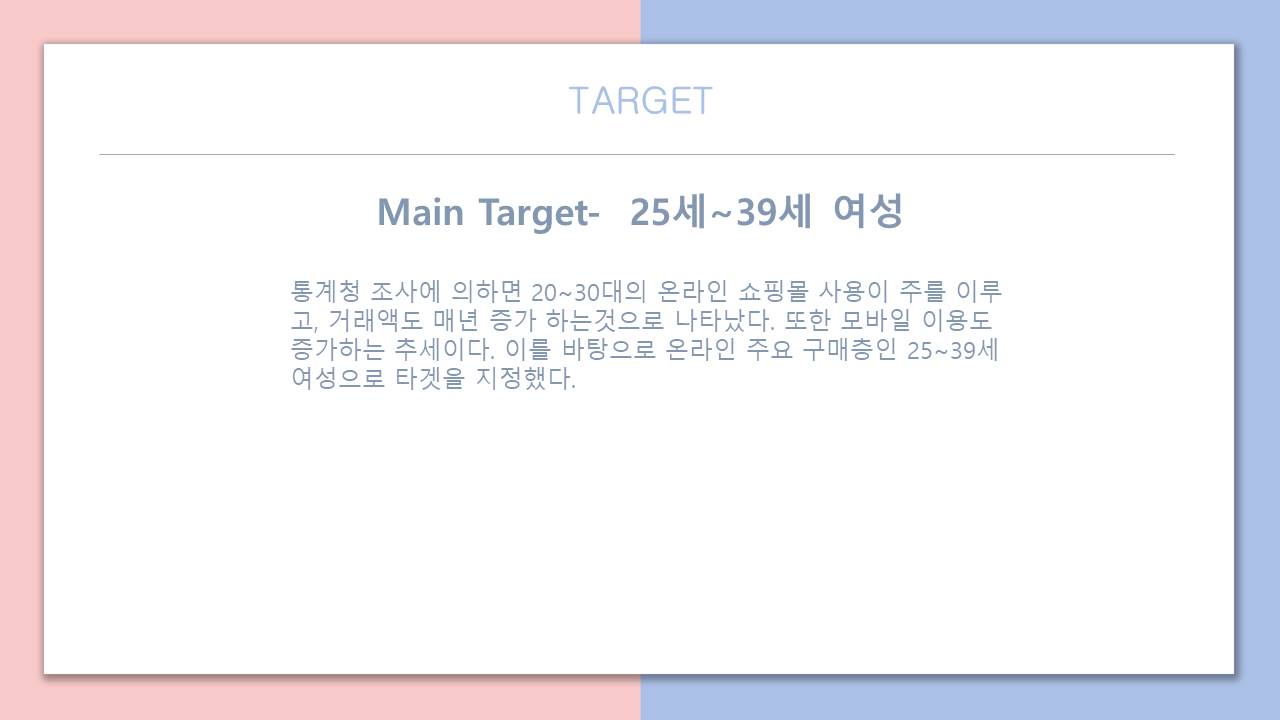 TARGET
Main Target-  25세~39세 여성
통계청 조사에 의하면 20~30대의 온라인 쇼핑몰 사용이 주를 이루
고, 거래액도 매년 증가 하는것으로 나타났다. 또한 모바일 이용도
증가하는 추세이다. 이를 바탕으로 온라인 주요 구매층인 25~39세
여성으로 타겟을 지정했다.